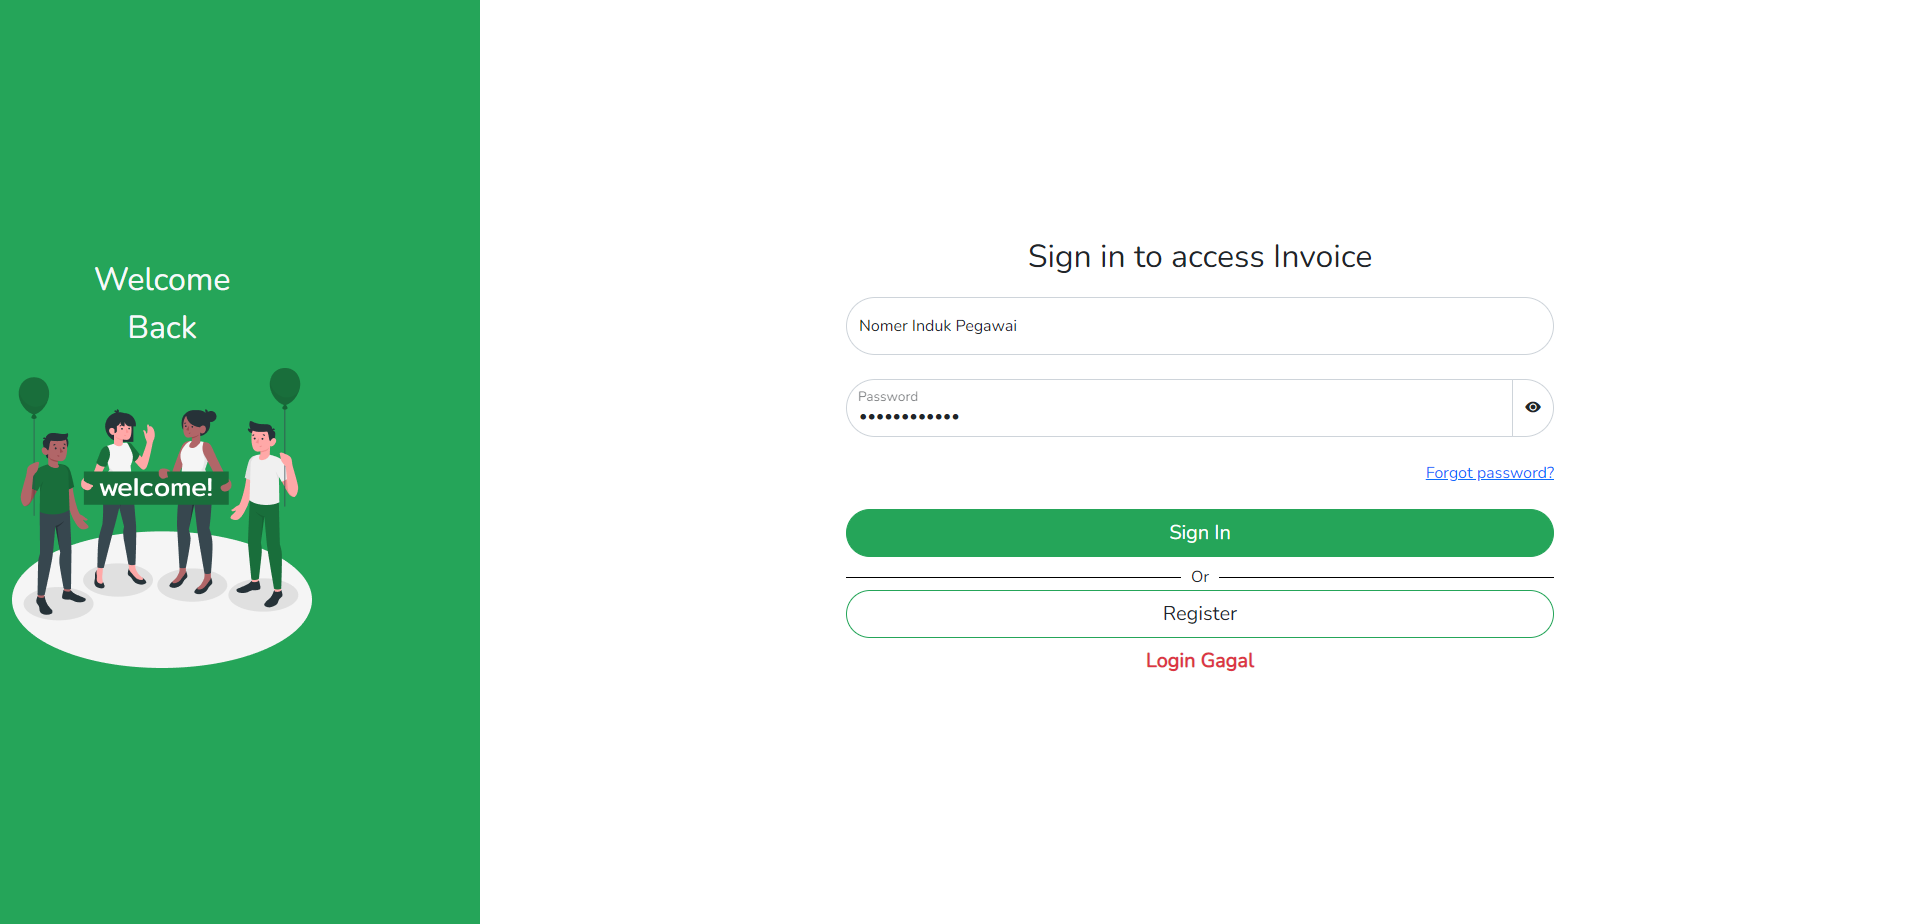 Welcome
Back
welcome!
Sign in to access Invoice
Nomer Induk Pegawai
Password
••••••••••••
Forgot password?
Sign In
Or
Register
Login Gagal